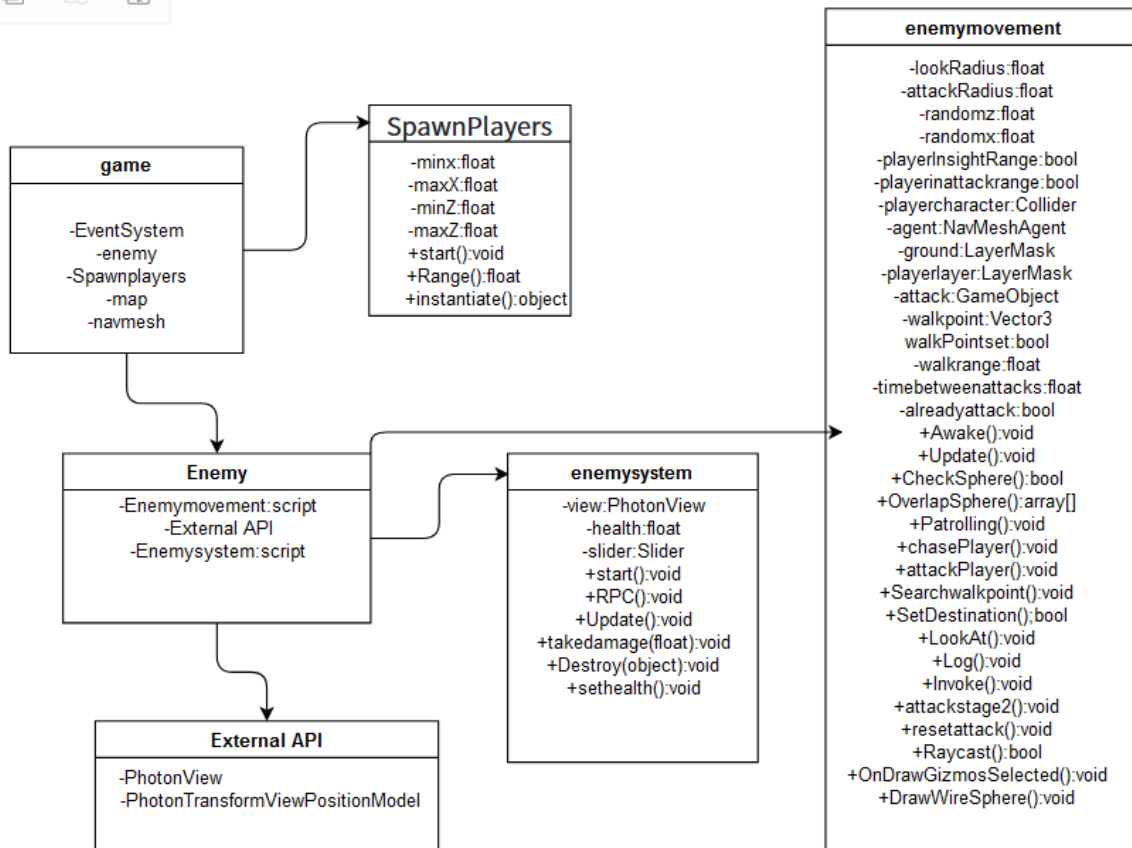 game
-EventSystem
-enemy
-Spawnplayers
-map
-navmesh
SpawnPlayers
-minx:float
-maxX:float
-minZ:float
-maxZ:float
+start():void
+Range():float
+instantiate():object
enemymovement
-lookRadius:float
-attackRadius:float
-randomz:float
-randomx:float
-playerInsightRange:bool
-playerinattackrange:bool
-playercharacter:Collider
-agent:NavMeshAgent
-ground:LayerMask
-playerlayer:LayerMask
-attack:GameObject
-walkpoint:Vector3
walkPointset:bool
-walkrange:float
-timebetweenattacks:float
-alreadyattack:bool
+Awake():void
+Update():void
+CheckSphere():bool
+OverlapSphere():array[]
+Patrolling():void
+chasePlayer():void
+attackPlayer():void
+Searchwalkpoint():void
+SetDestination();bool
+LookAt():void
+Log():void
+Invoke():void
+attackstage2():void
+resetattack():void
+Raycast():bool
+OnDrawGizmosSelected():void
+DrawWireSphere():void
Enemy
-Enemymovement:script
-External API
-Enemysystem:script
enemysystem
-view:PhotonView
-health:float
-slider:Slider
+start():void
+RPC():void
+Update():void
+takedamage(float):void
+Destroy(object):void
+sethealth():void
External API
-PhotonView
-PhotonTransformViewPositionModel